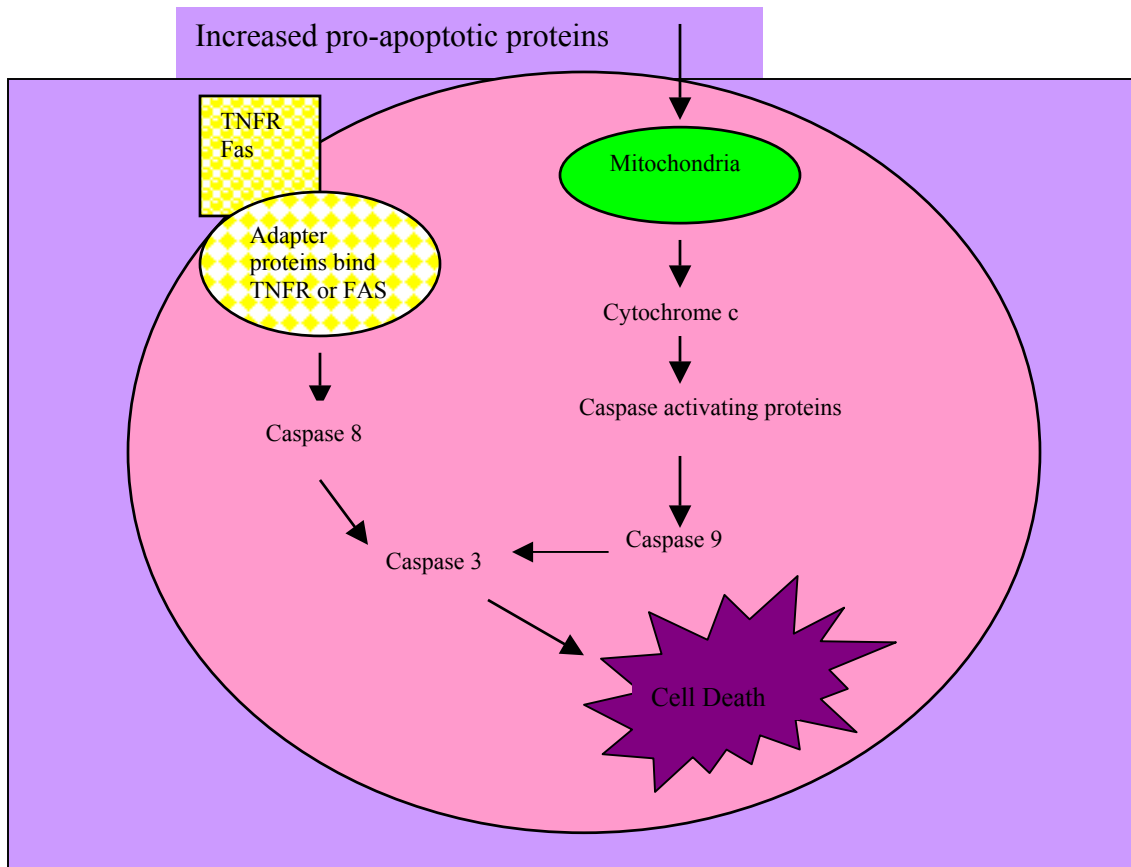 Increased pro-apoptotic proteins
TNFR
Fas
Mitochondria
Adapter
proteins bind
TNFR or FAS
Cytochrome c
Caspase activating proteins
Caspase 8
Caspase 9
Caspase 3
Cell Death